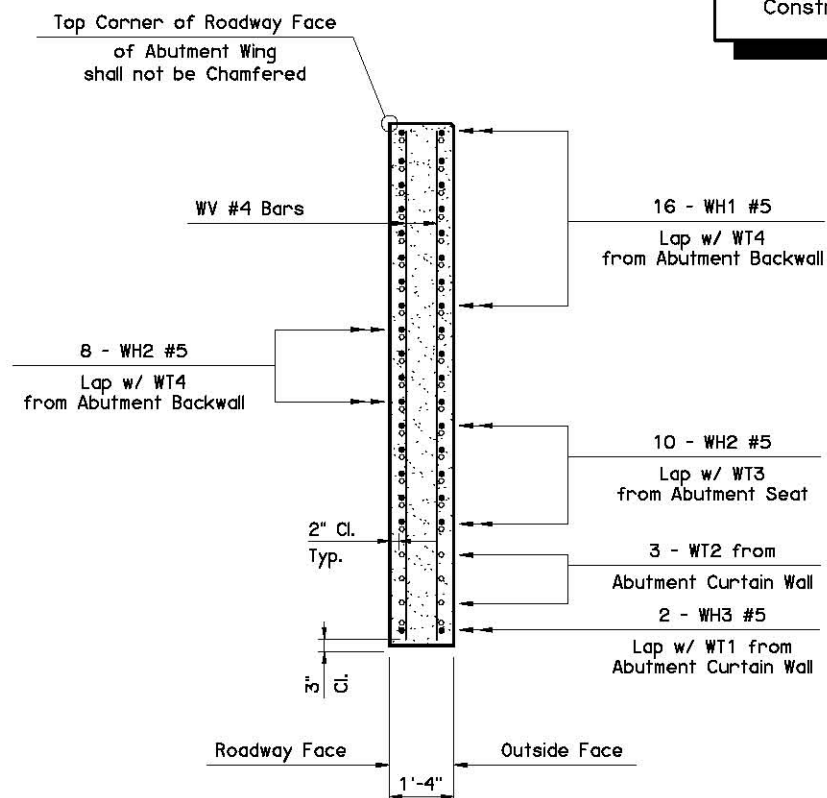 Constr
Top Corner of Roadway Face
of Abutment Wing
shall not be Chamfered
WV #4 Bars
16 - WH1 #5
Lap w/ WT4
from Abutment Backwall
8 - WH2 #5
Lap w/ WT4
from Abutment Backwall
10 - WH2 #5
Lap w/ WT3
from Abutment Seat
2" Cl.
Typ.
3 - WT2 from
Abutment Curtain Wall
2 - WH3 #5
Lap w/ WT1 from
Abutment Curtain Wall
3"
Cl.
Roadway Face
Outside Face
1'-4"